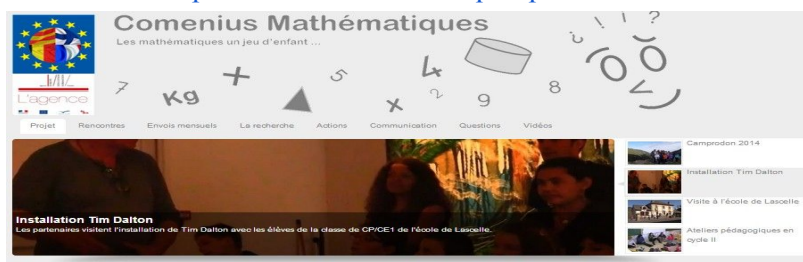 Comenius Mathématiques
Les mathématiques un jeu d'enfant ...
¿ ! 1 ?
7 Kg + 5 4 x 2 9 8
L'agence
Projet Rencontres Envois mensuels La recherche Actions Communication Questions Vidéos
Installation Tim Dalton
Les partenaires visitent l'installation de Tim Dalton avec les élèves de la classe de CP/CE1 de l'école de Lascelle.
Camprodon 2014
Installation Tim Dalton
Visite à l'école de Lascelle
Ateliers pédagogiques en
cycle II